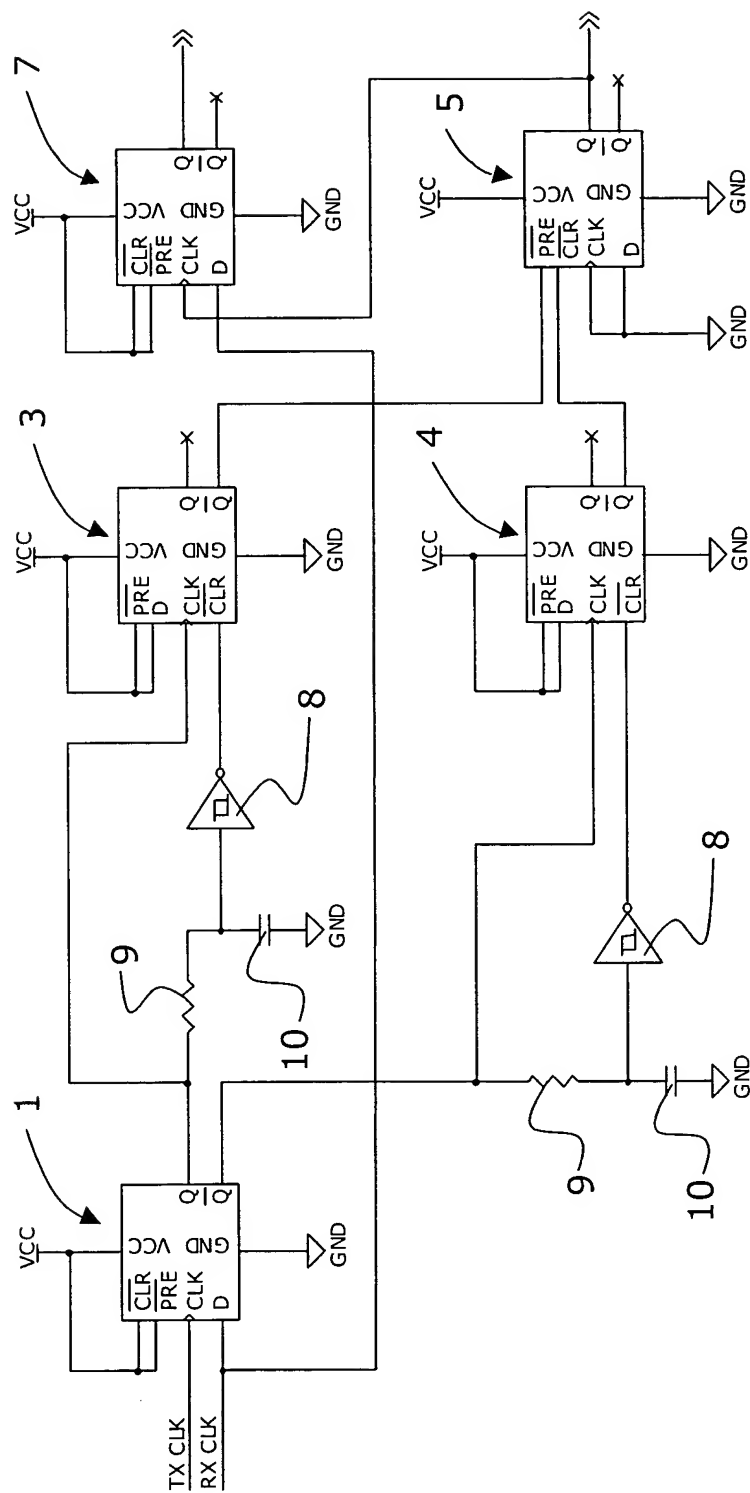 1
VCC
VCC
GND
CLR
PRE
CLK
D
Q
Q
GND
TX CLK
RX CLK
9
10
GND
8
3
VCC
VCC
GND
PRE
D
CLK
CLR
Q
Q
GND
7
VCC
VCC
GND
CLR
PRE
CLK
D
Q
Q
GND
9
10
GND
8
4
VCC
VCC
GND
PRE
D
CLK
CLR
Q
Q
GND
5
VCC
VCC
GND
PRE
CLR
CLK
D
Q
Q
GND
GND